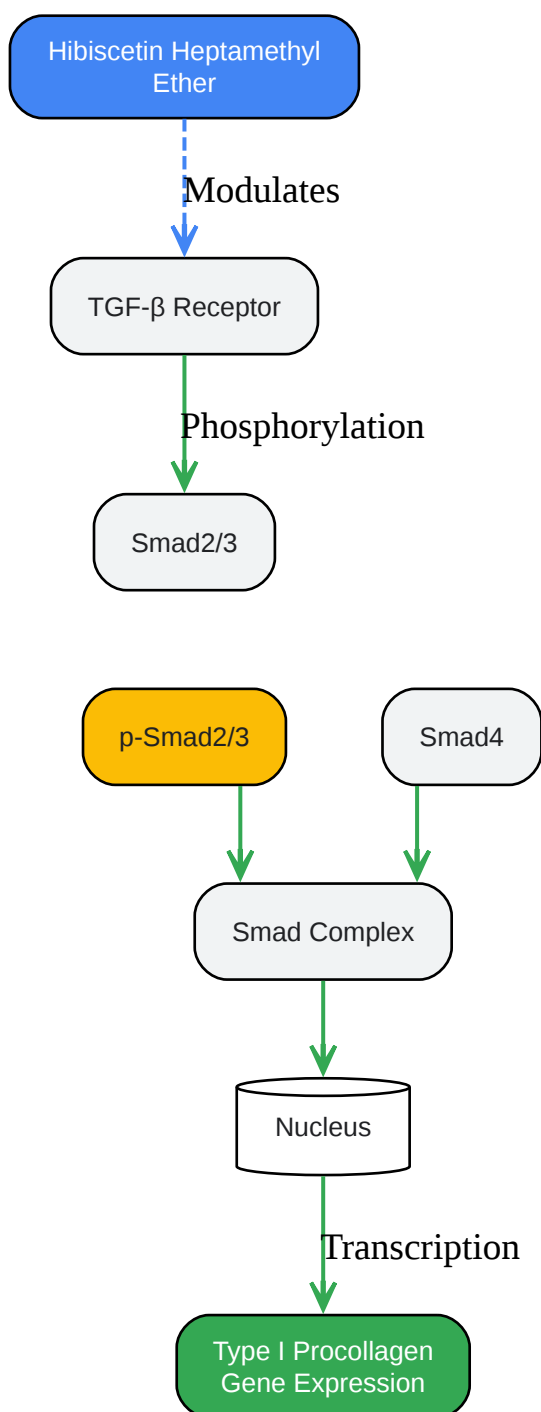 Hibiscetin Heptamethyl
Ether
Modulates
TGF-β Receptor
Phosphorylation
Smad2/3
p-Smad2/3
Smad4
Smad Complex
Nucleus
Transcription
Type I Procollagen
Gene Expression